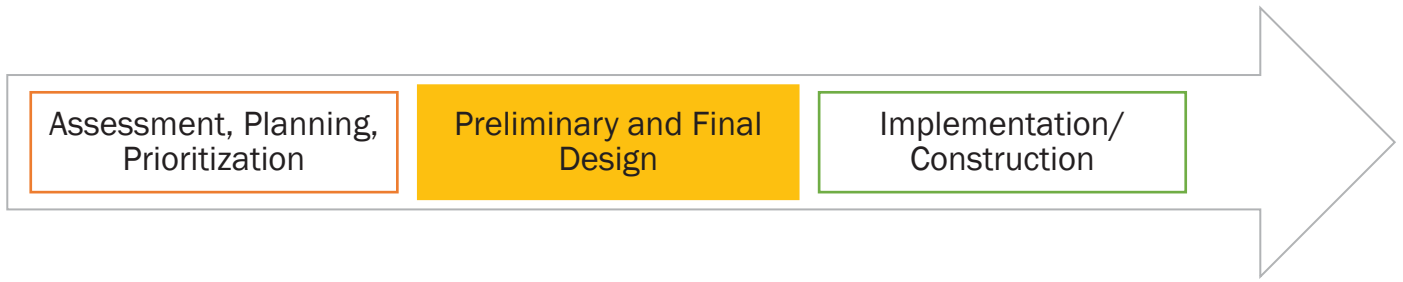 Assessment, Planning,
Prioritization
Preliminary and Final
Design
Implementation/
Construction